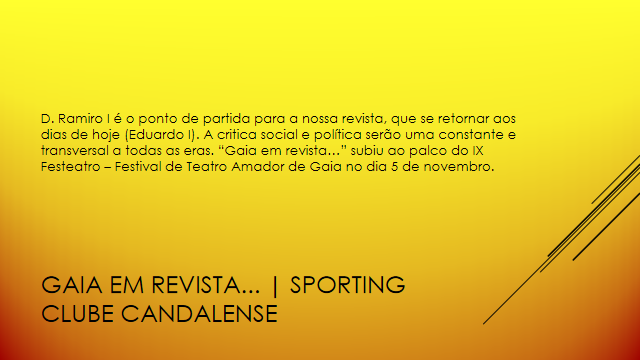 D. Ramiro I é o ponto de partida para a nossa revista, que se retornar aos
dias de hoje (Eduardo I). A critica social e política serão uma constante e
transversal a todas as eras. “Gaia em revista…” subiu ao palco do IX
Festeatro – Festival de Teatro Amador de Gaia no dia 5 de novembro.
GAIA EM REVISTA... | SPORTING
CLUBE CANDALENSE